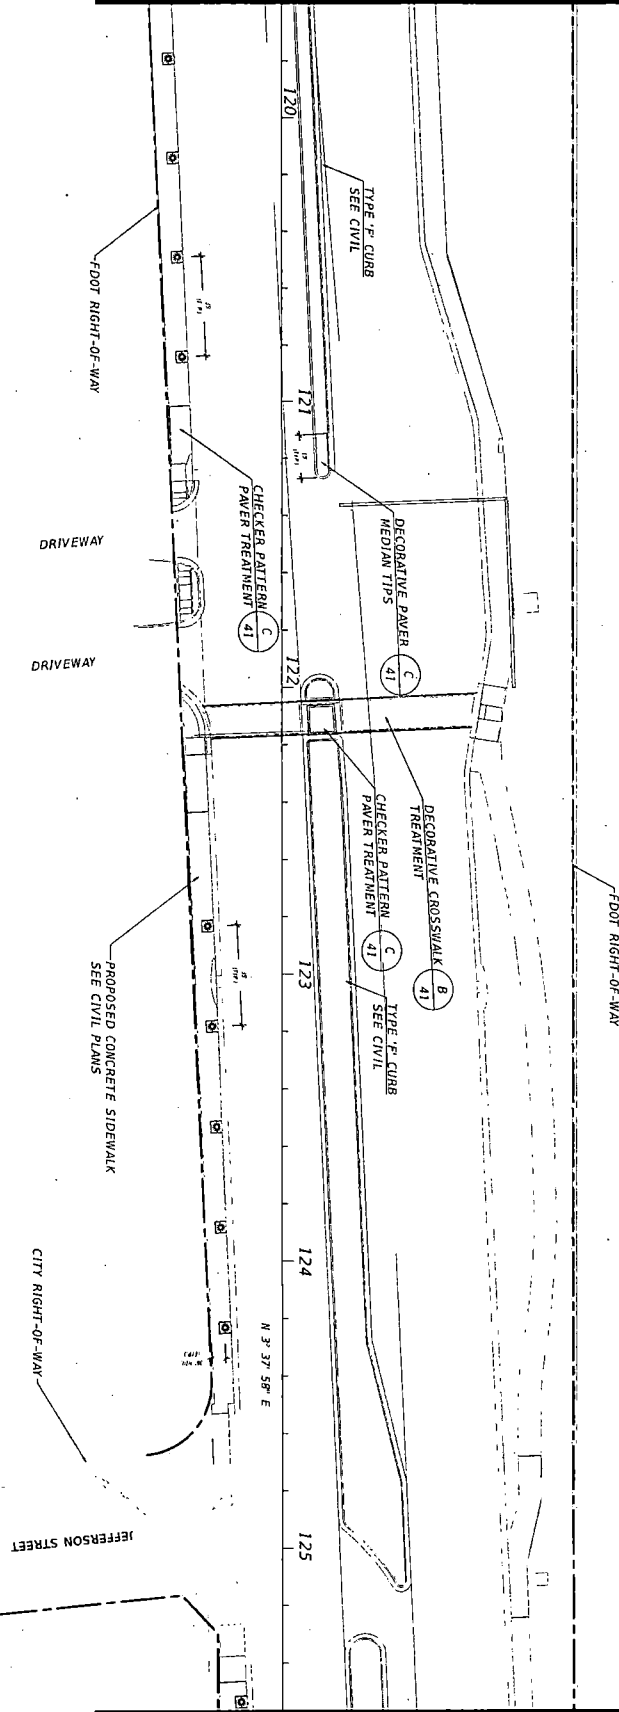 120
TYPE 'F' CURB
SEE CIVIL
FDOT RIGHT-OF-WAY
121
CHECKER PATTERN
PAVER TREATMENT
C
41
DECORATIVE PAVER
MEDIAN TIPS
C
41
DRIVEWAY
DRIVEWAY
122
DECORATIVE CROSSWALK
TREATMENT
B
41
CHECKER PATTERN
PAVER TREATMENT
C
41
FDOT RIGHT-OF-WAY
123
TYPE 'F' CURB
SEE CIVIL
PROPOSED CONCRETE SIDEWALK
SEE CIVIL PLANS
124
CITY RIGHT-OF-WAY
N 3° 37' 58" E
125
JEFFERSON STREET